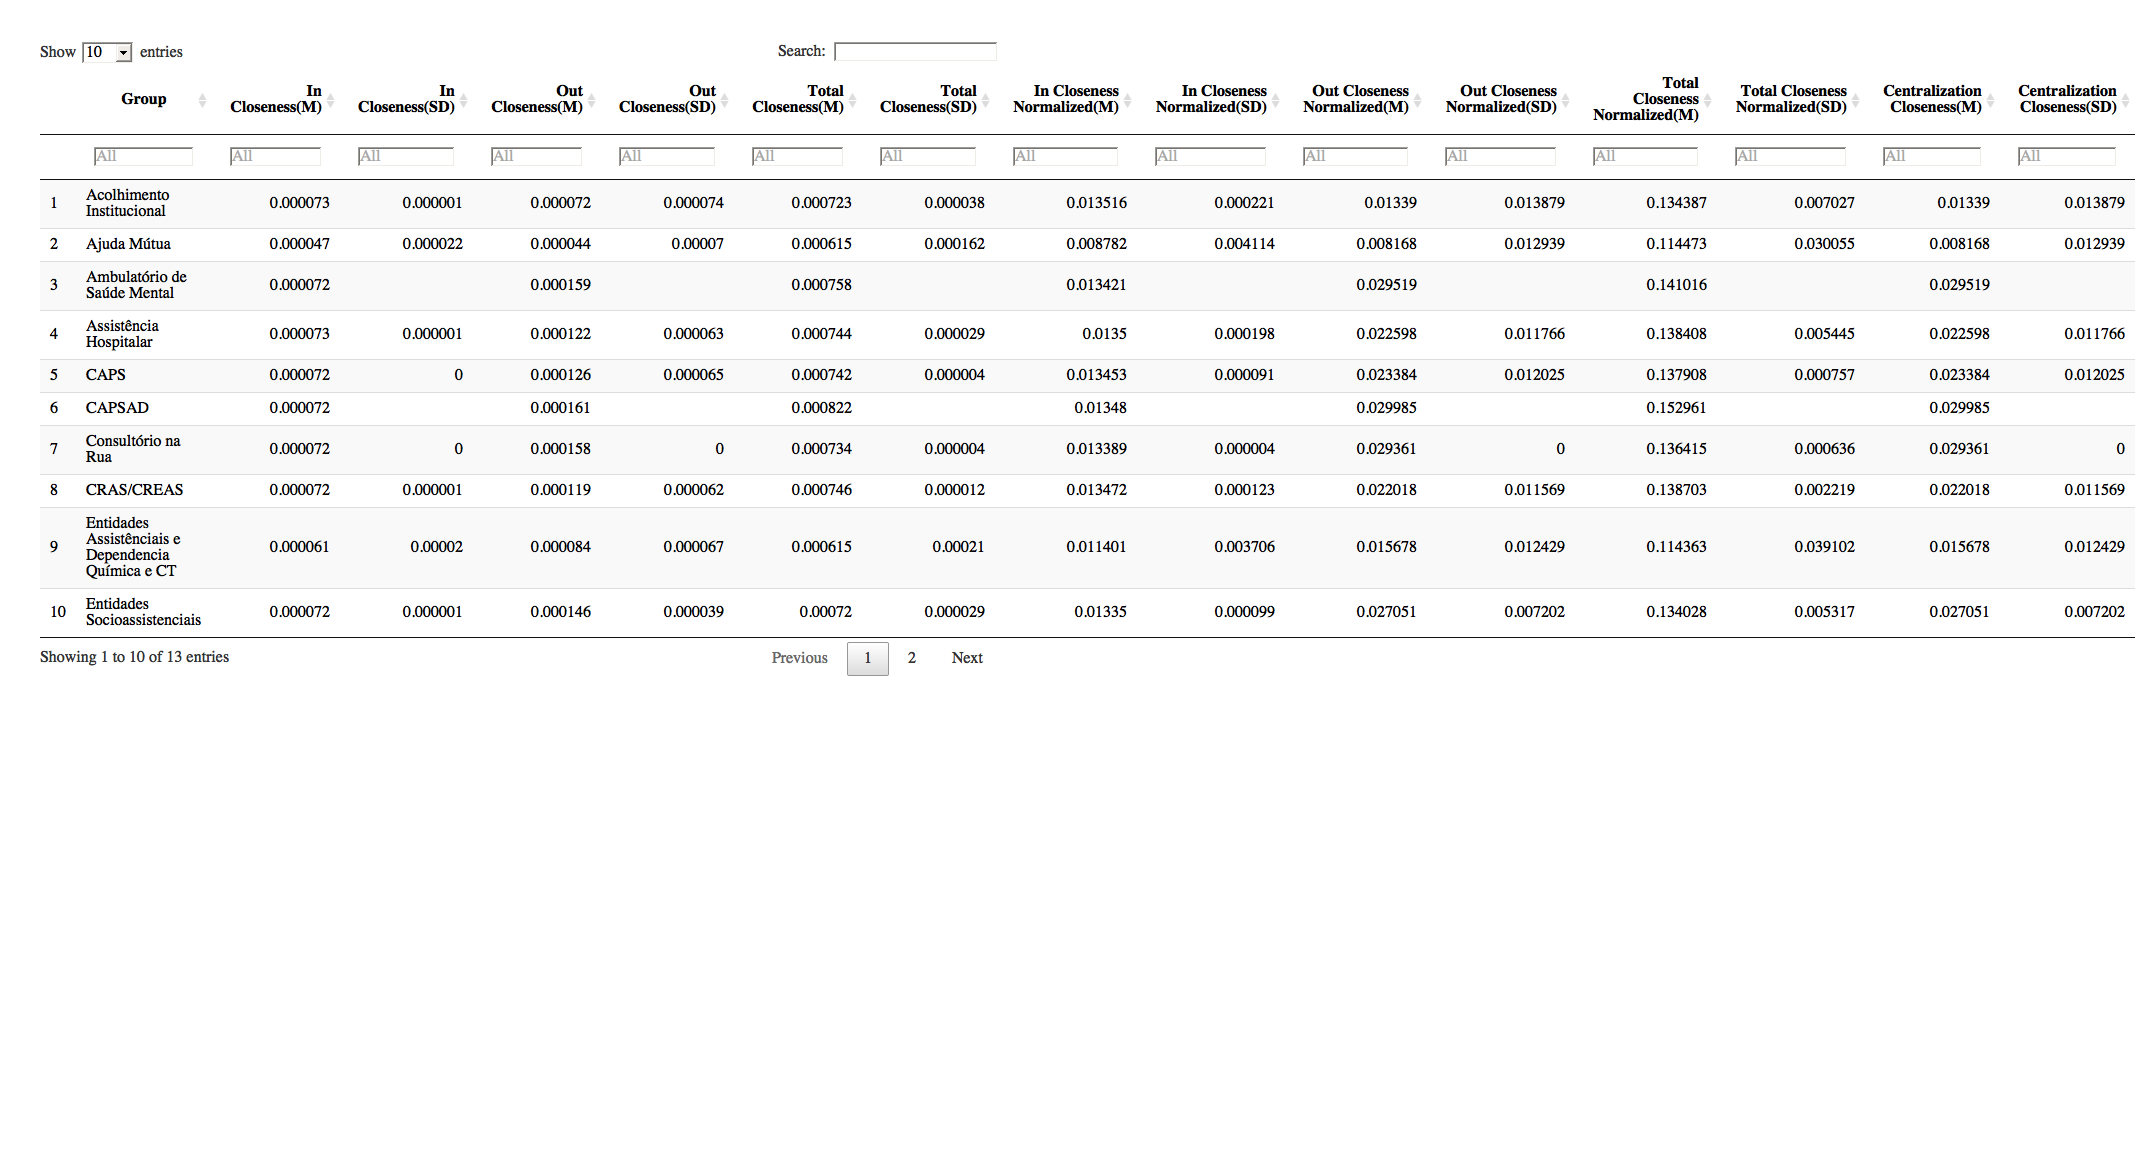 Show 10 entries Search:
Group In Closeness(M) In Closeness(SD) Out Closeness(M) Out Closeness(SD) Total Closeness(M) Total Closeness(SD) In Closeness Normalized(M) In Closeness Normalized(SD) Out Closeness Normalized(M) Out Closeness Normalized(SD) Total Closeness Normalized(M) Total Closeness Normalized(SD) Centralization Closeness(M) Centralization Closeness(SD)
All All All All All All All All All All All All All All All
1 Acolhimento Institucional 0.000073 0.000001 0.000072 0.000074 0.000723 0.000038 0.013516 0.000221 0.01339 0.013879 0.134387 0.007027 0.01339 0.013879
2 Ajuda Mútua 0.000047 0.000022 0.000044 0.00007 0.000615 0.000162 0.008782 0.004114 0.008168 0.012939 0.114473 0.030055 0.008168 0.012939
3 Ambulatório de Saúde Mental 0.000072 0.000159 0.000758 0.013421 0.029519 0.141016 0.029519
4 Assistência Hospitalar 0.000073 0.000001 0.000122 0.000063 0.000744 0.000029 0.0135 0.000198 0.022598 0.011766 0.138408 0.005445 0.022598 0.011766
5 CAPS 0.000072 0 0.000126 0.000065 0.000742 0.000004 0.013453 0.000091 0.023384 0.012025 0.137908 0.000757 0.023384 0.012025
6 CAPSAD 0.000072 0.000161 0.000822 0.01348 0.029985 0.152961 0.029985
7 Consultório na Rua 0.000072 0 0.000158 0 0.000734 0.000004 0.013389 0.000004 0.029361 0 0.136415 0.000636 0.029361 0
8 CRAS/CREAS 0.000072 0.000001 0.000119 0.000062 0.000746 0.000012 0.013472 0.000123 0.022018 0.011569 0.138703 0.002219 0.022018 0.011569
9 Entidades Assistênciais e Dependencia Química e CT 0.000061 0.00002 0.000084 0.000067 0.000615 0.00021 0.011401 0.003706 0.015678 0.012429 0.114363 0.039102 0.015678 0.012429
10 Entidades Socioassistenciais 0.000072 0.000001 0.000146 0.000039 0.00072 0.000029 0.01335 0.000099 0.027051 0.007202 0.134028 0.005317 0.027051 0.007202
Showing 1 to 10 of 13 entries Previous 1 2 Next